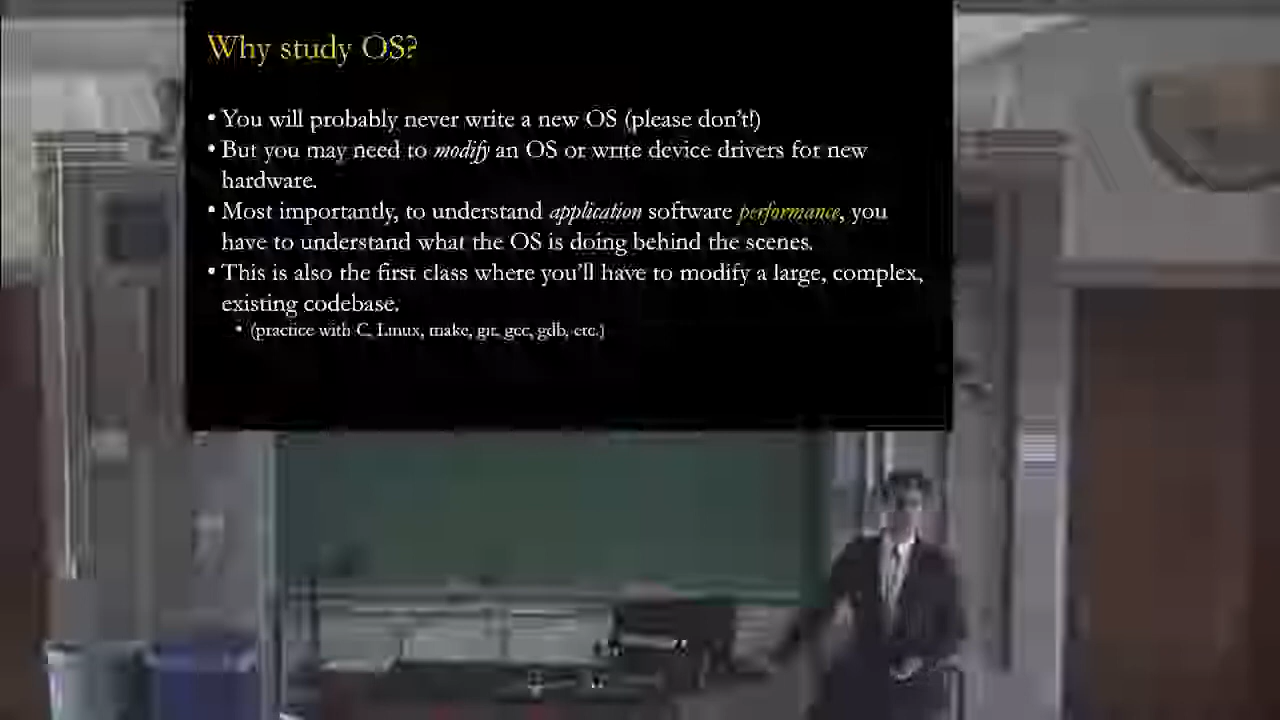 Why study OS?
• You will probably never write a new OS (please don't!)
• But you may need to modify an OS or write device drivers for new
hardware.
• Most importantly, to understand application software performance, you
have to understand what the OS is doing behind the scenes.
• This is also the first class where you'll have to modify a large, complex,
existing codebase.
• (practice with C, Linux, make, git, gcc, gdb, etc.)